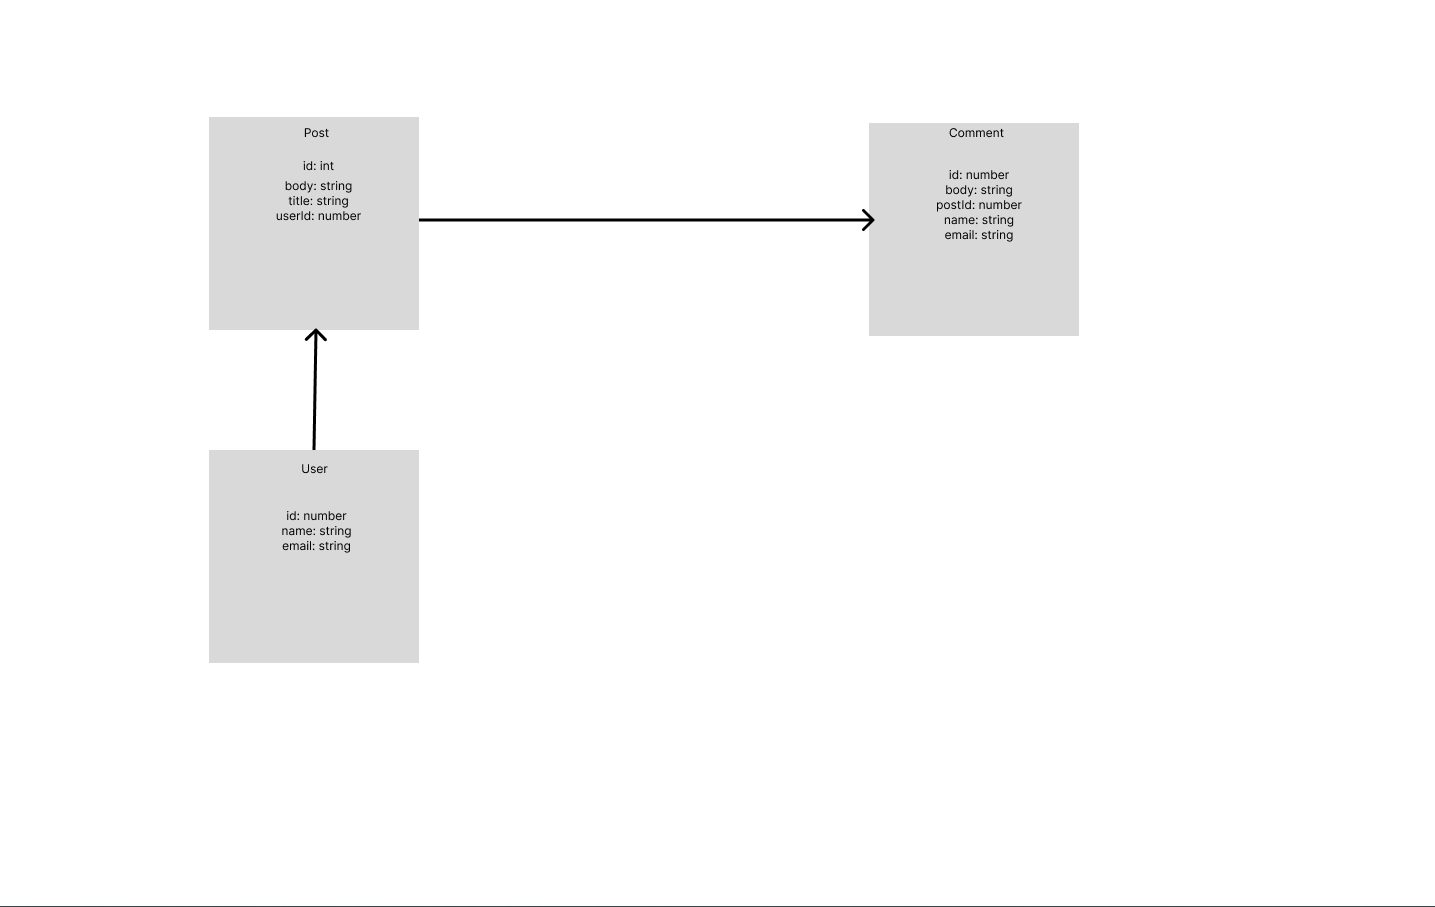 Post
id: int
body: string
title: string
userId: number
Comment
id: number
body: string
postId: number
name: string
email: string
User
id: number
name: string
email: string